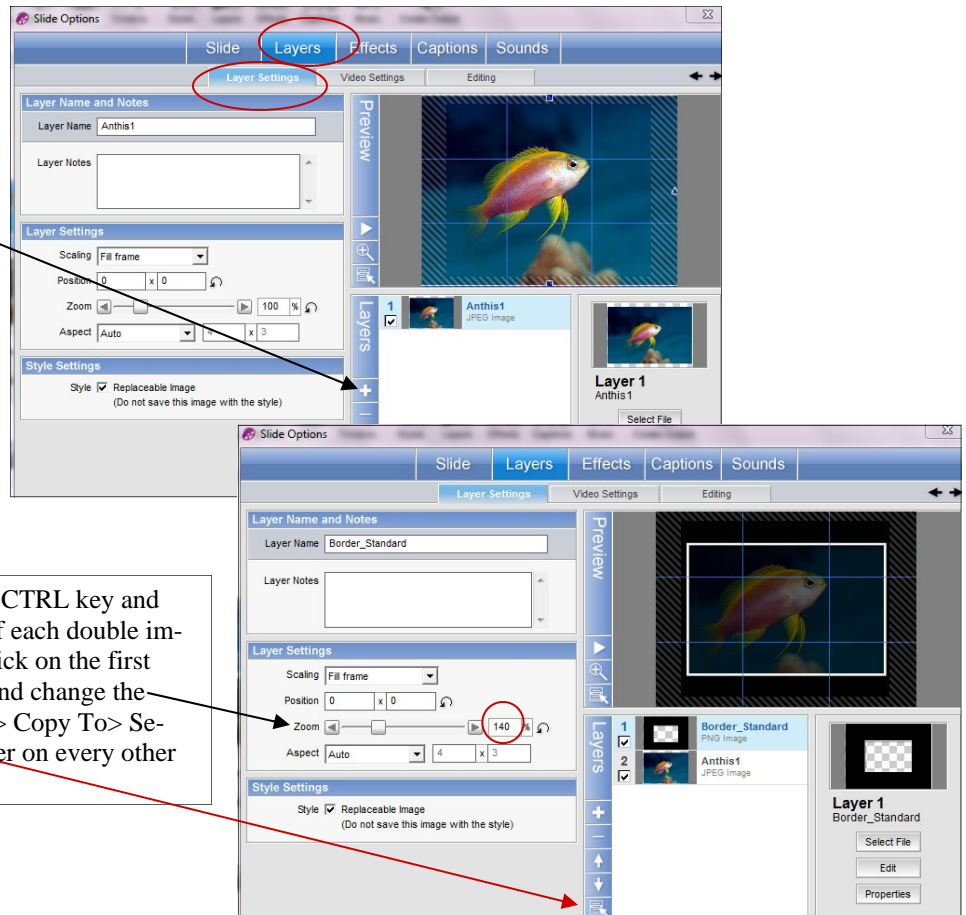 Slide Options
Slide Layers Effects Captions Sounds
Layer Settings Video Settings Editing
Layer Name and Notes
Layer Name Anthis1
Layer Notes
Layer Settings
Scaling Fill frame
Position 0 x 0
Zoom 100 %
Aspect Auto 4 x 3
Style Settings
Style Replaceable Image
(Do not save this image with the style)
Preview
Layers
1 Anthis1
JPEG Image
Layer 1
Anthis1
Select File
Slide Options
Slide Layers Effects Captions Sounds
Layer Settings Video Settings Editing
Layer Name and Notes
Layer Name Border_Standard
Layer Notes
Layer Settings
Scaling Fill frame
Position 0 x 0
Zoom 140 %
Aspect Auto 4 x 3
Style Settings
Style Replaceable Image
(Do not save this image with the style)
Preview
Layers
1 Border_Standard
PNG Image
2 Anthis1
JPEG Image
Layer 1
Border_Standard
Select File
Edit
Properties
CTRL key and
f each double im-
ick on the first
nd change the
> Copy To> Se-
er on every other